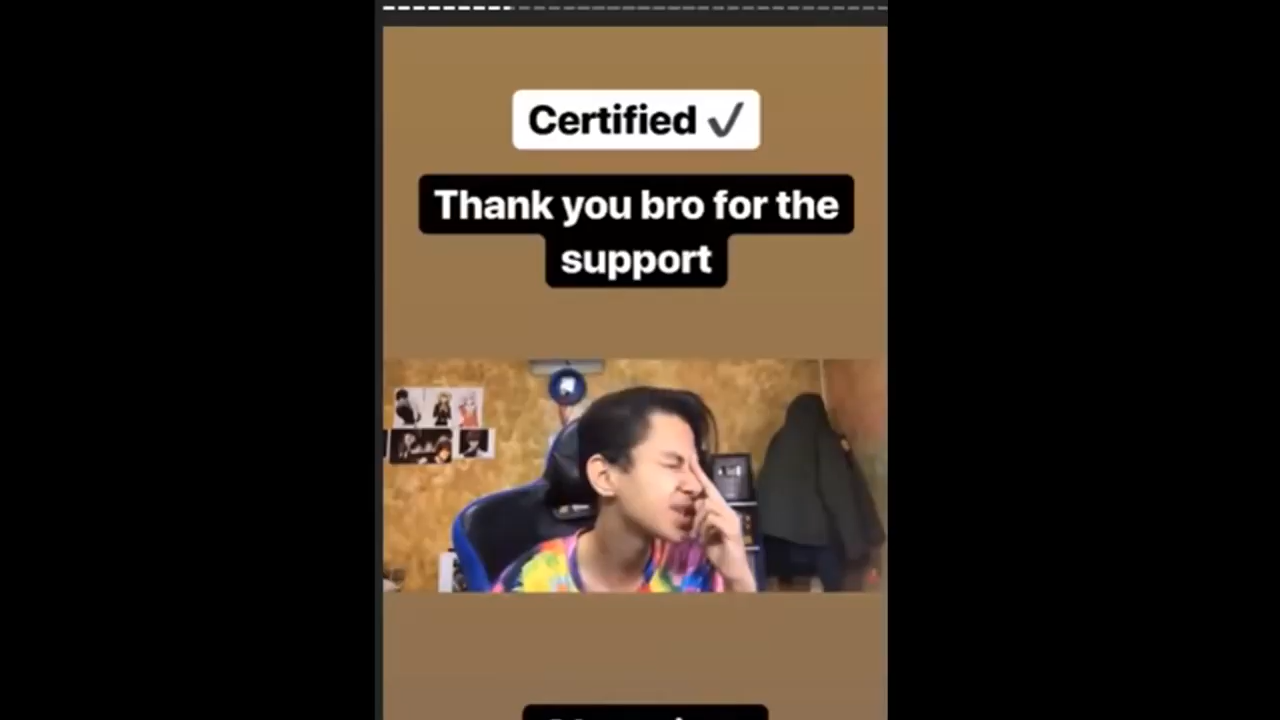 Certified ✔
Thank you bro for the
support